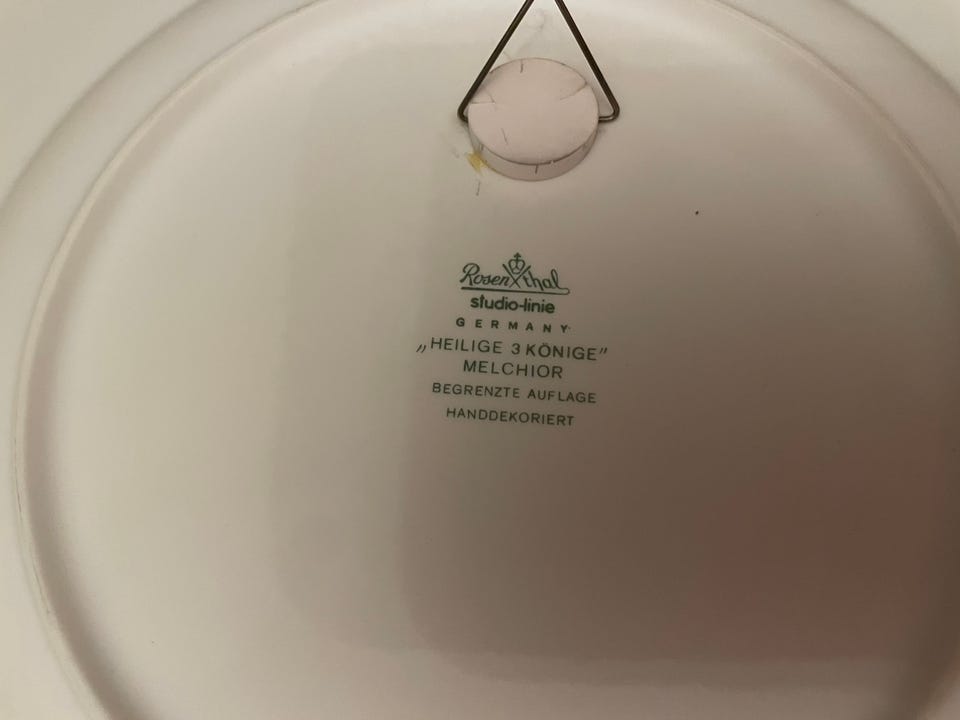 Rosenthal
studio-linie
GERMANY
„HEILIGE 3 KÖNIGE”
MELCHIOR
BEGRENZTE AUFLAGE
HANDDEKORIERT